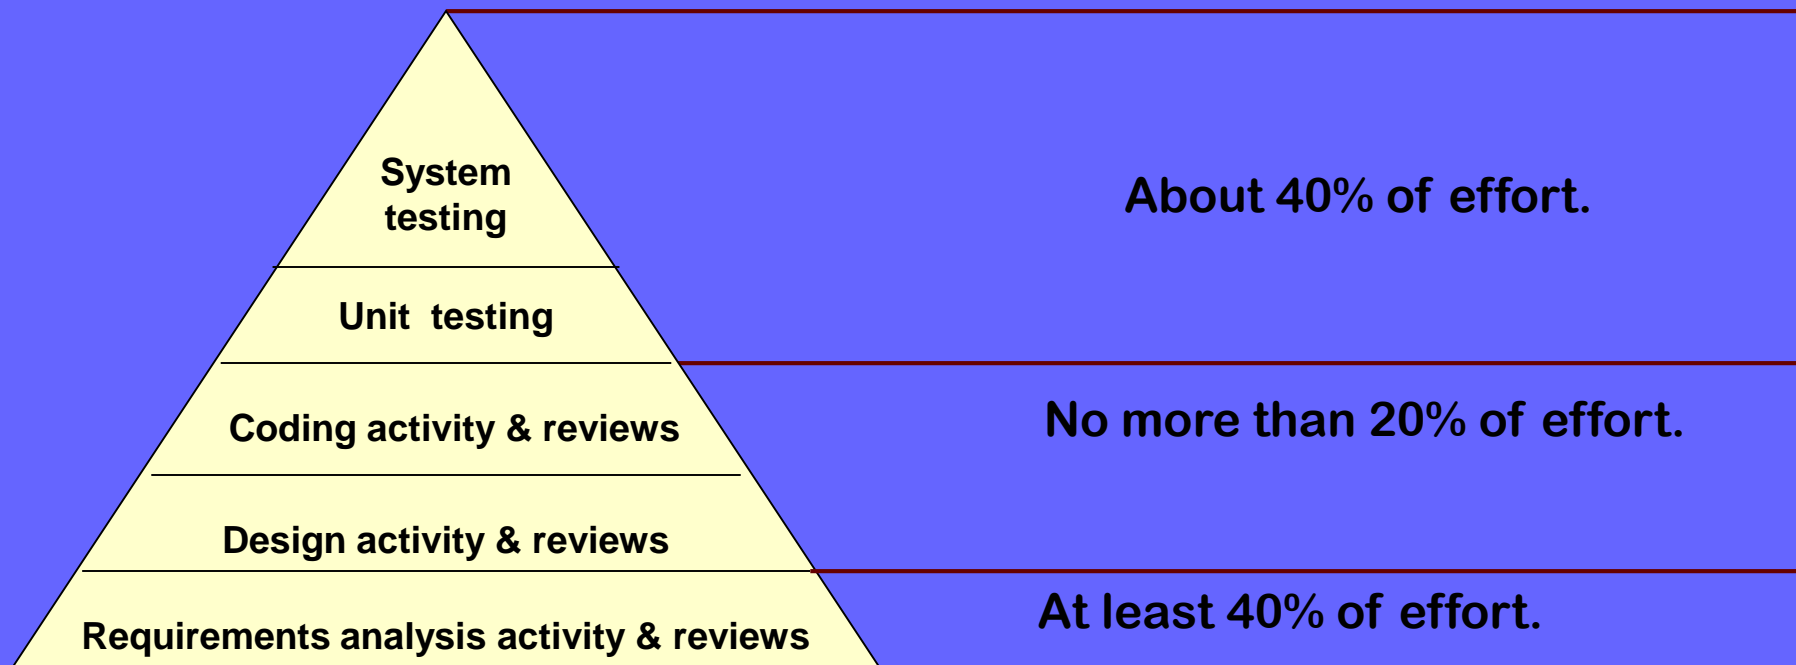 System
testing
About 40% of effort.
Unit testing
Coding activity & reviews
No more than 20% of effort.
Design activity & reviews
At least 40% of effort.
Requirements analysis activity & reviews